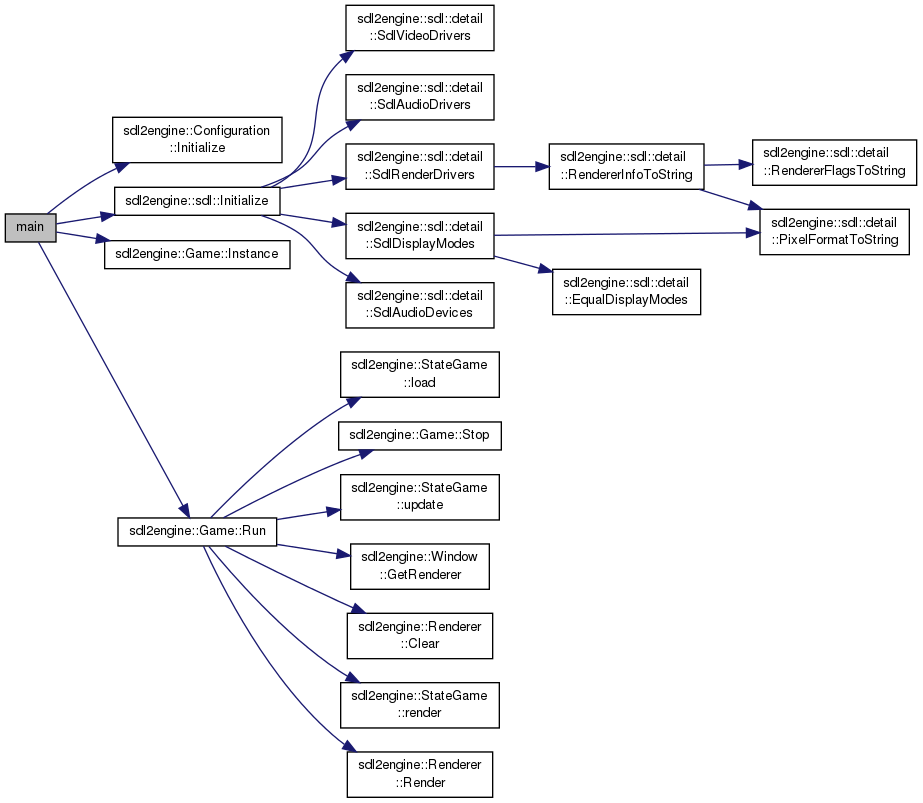 sdl2engine::sdl::detail
::SdlVideoDrivers
sdl2engine::sdl::detail
::SdlAudioDrivers
sdl2engine::Configuration
::Initialize
sdl2engine::sdl::detail
::SdlRenderDrivers
sdl2engine::sdl::detail
::RendererInfoToString
sdl2engine::sdl::detail
::RendererFlagsToString
sdl2engine::sdl::Initialize
main
sdl2engine::sdl::detail
::SdlDisplayModes
sdl2engine::sdl::detail
::PixelFormatToString
sdl2engine::Game::Instance
sdl2engine::sdl::detail
::EqualDisplayModes
sdl2engine::sdl::detail
::SdlAudioDevices
sdl2engine::StateGame
::load
sdl2engine::Game::Stop
sdl2engine::StateGame
::update
sdl2engine::Game::Run
sdl2engine::Window
::GetRenderer
sdl2engine::Renderer
::Clear
sdl2engine::StateGame
::render
sdl2engine::Renderer
::Render